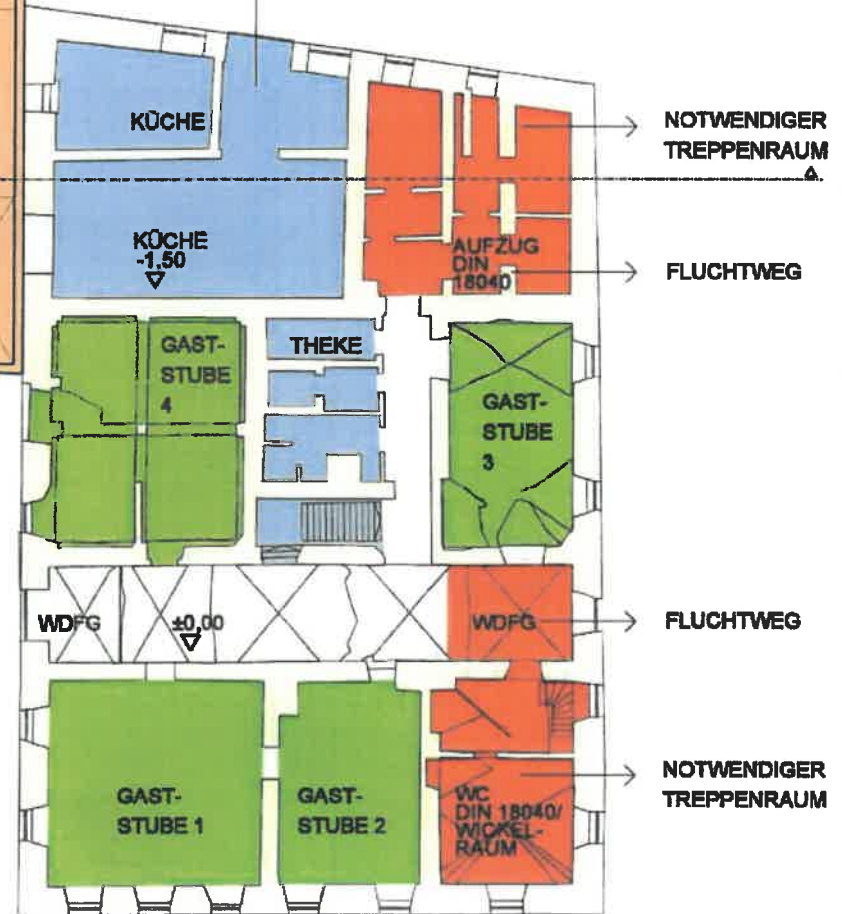 KÜCHE
NOTWENDIGER
TREPPENRAUM
KÜCHE
-1,50
AUFZUG
DIN
18040
FLUCHTWEG
GAST-
STUBE
4
THEKE
GAST-
STUBE
3
WDFG
±0,00
WDFG
FLUCHTWEG
GAST-
STUBE 1
GAST-
STUBE 2
WC
DIN 18040/
WICKEL-
RAUM
NOTWENDIGER
TREPPENRAUM